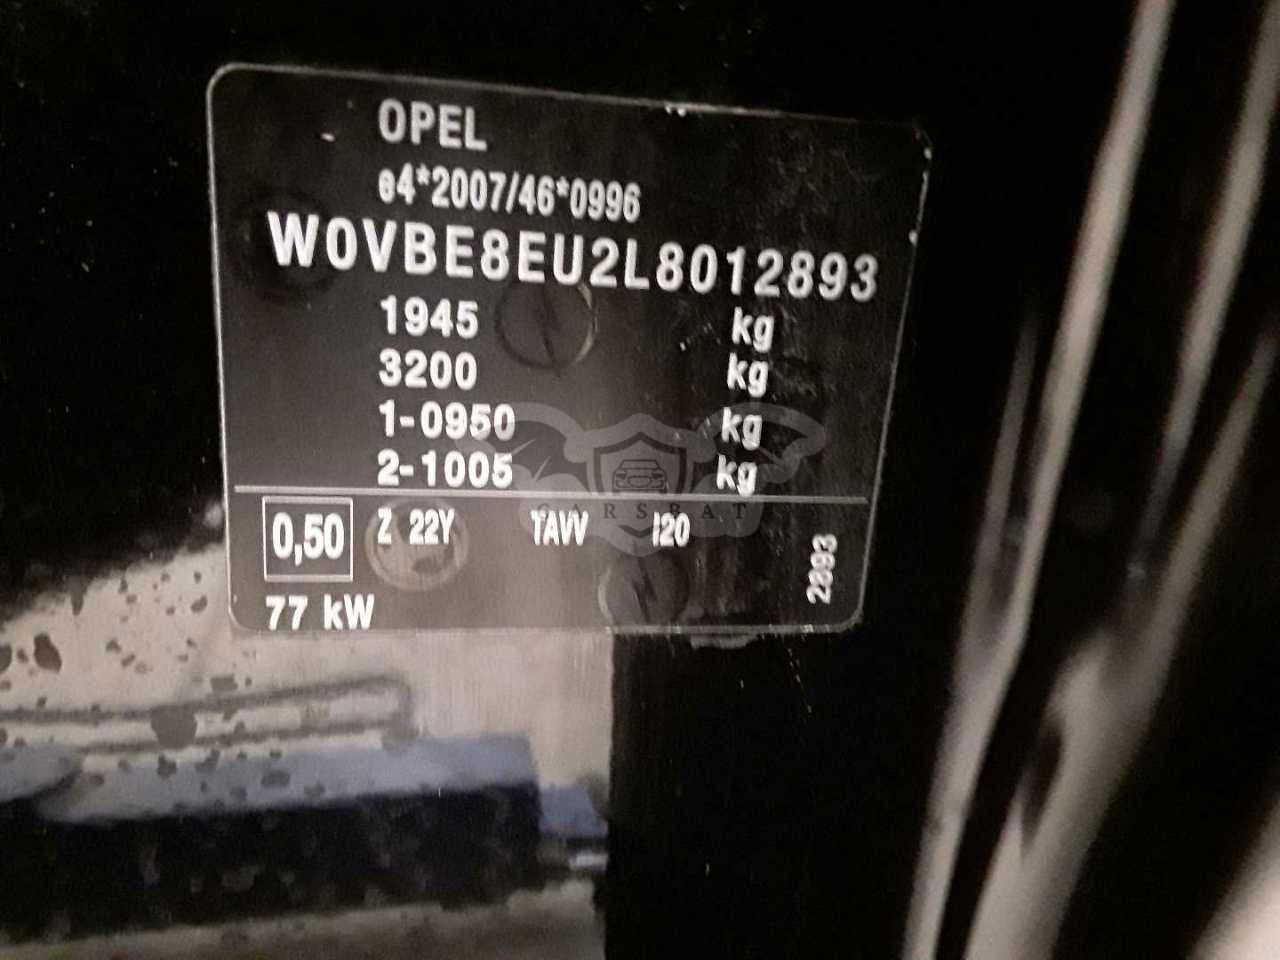 OPEL
e4*2007/46*0996
W0VBE8EU2L8012893
1945 kg
3200 kg
1-0950 kg
2-1005 kg
0,50 Z 22Y TAVV I20
2893
77 kW
CARSBAT